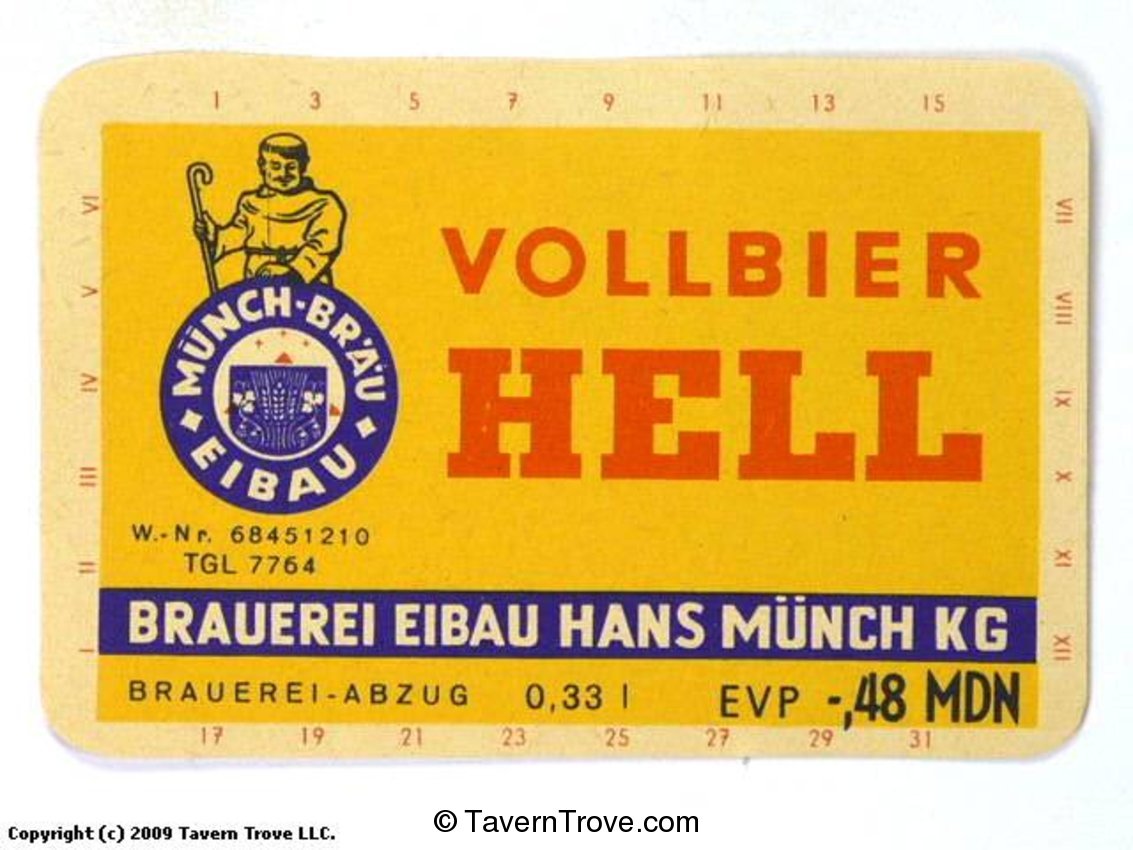 1 3 5 7 9 11 13 15
VI
V
IV
III
II
I
VII
VIII
IX
X
XI
XII
VOLLBIER
HELL
MÜNCH-BRÄU
EIBAU
W.-Nr. 68451210
TGL 7764
BRAUEREI EIBAU HANS MÜNCH KG
BRAUEREI-ABZUG 0,33 l EVP -,48 MDN
17 19 21 23 25 27 29 31
Copyright (c) 2009 Tavern Trove LLC.
© TavernTrove.com